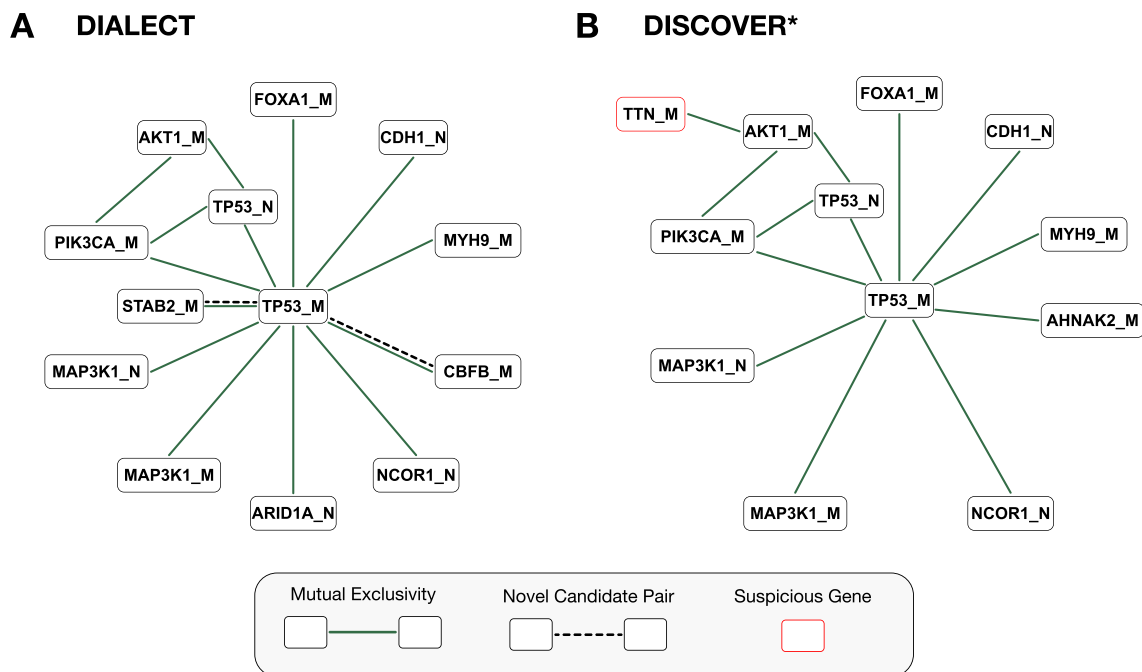 A DIALECT
FOXA1_M
AKT1_M
CDH1_N
TP53_N
PIK3CA_M
MYH9_M
STAB2_M
TP53_M
MAP3K1_N
CBFB_M
MAP3K1_M
NCOR1_N
ARID1A_N
B DISCOVER*
FOXA1_M
TTN_M
AKT1_M
CDH1_N
TP53_N
PIK3CA_M
MYH9_M
TP53_M
AHNAK2_M
MAP3K1_N
MAP3K1_M
NCOR1_N
Mutual Exclusivity
Novel Candidate Pair
Suspicious Gene